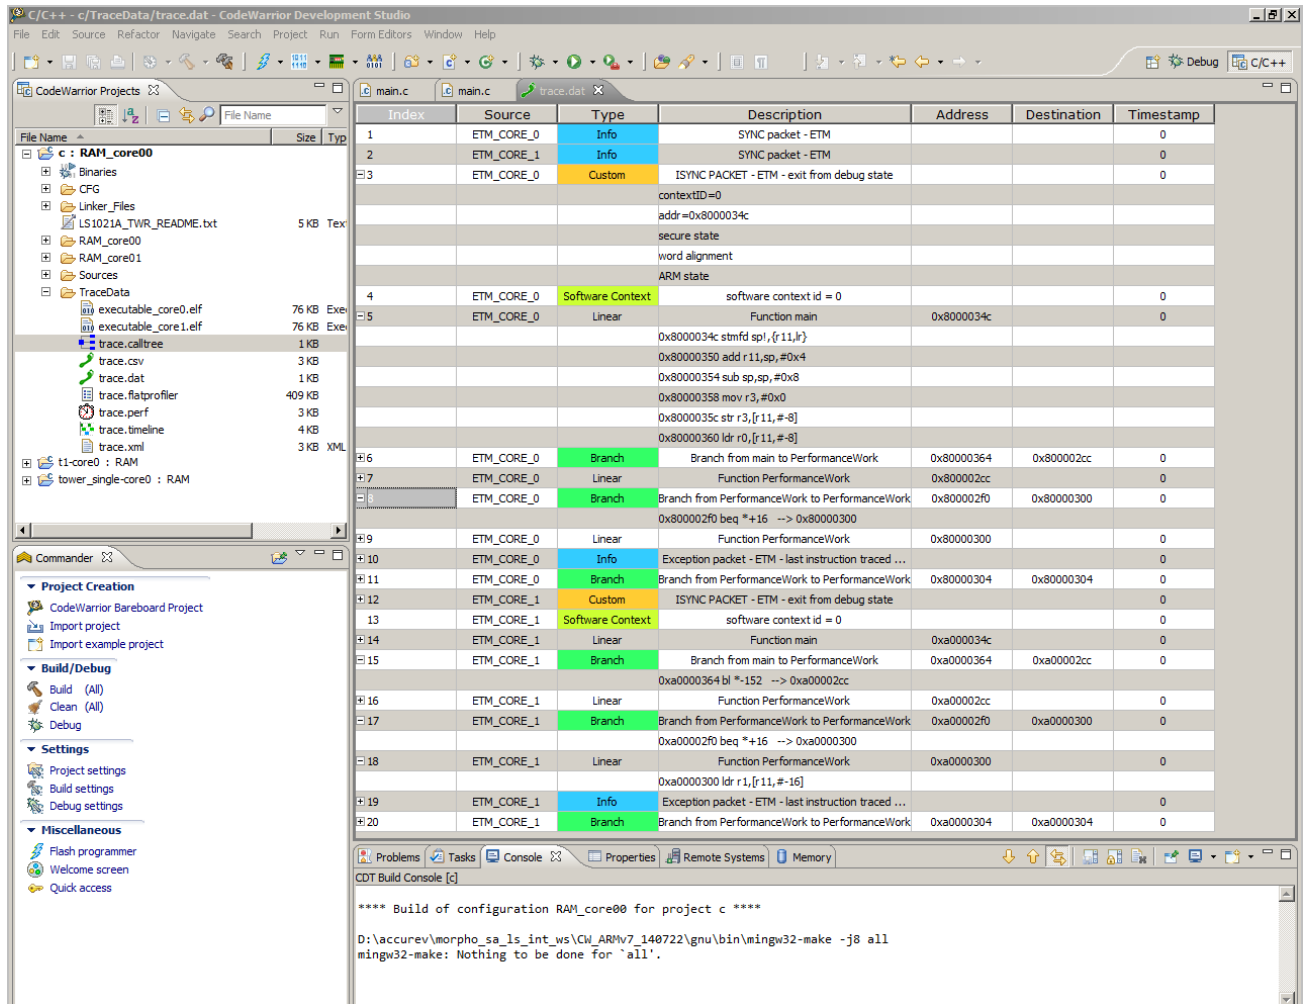 C/C++ - c/TraceData/trace.dat - CodeWarrior Development Studio
File Edit Source Refactor Navigate Search Project Run Form Editors Window Help
Debug C/C++
CodeWarrior Projects
File Name
File Name Size Typ
c : RAM_core00
Binaries
CFG
Linker_Files
LS1021A_TWR_README.txt 5 KB Tex
RAM_core00
RAM_core01
Sources
TraceData
executable_core0.elf 76 KB Exe
executable_core1.elf 76 KB Exe
trace.calltree 1 KB
trace.csv 3 KB
trace.dat 1 KB
trace.flatprofiler 409 KB
trace.perf 3 KB
trace.timeline 4 KB
trace.xml 3 KB XML
t1-core0 : RAM
tower_single-core0 : RAM
Commander
Project Creation
CodeWarrior Bareboard Project
Import project
Import example project
Build/Debug
Build (All)
Clean (All)
Debug
Settings
Project settings
Build settings
Debug settings
Miscellaneous
Flash programmer
Welcome screen
Quick access
main.c main.c trace.dat
Index Source Type Description Address Destination Timestamp
1 ETM_CORE_0 Info SYNC packet - ETM 0
2 ETM_CORE_1 Info SYNC packet - ETM 0
3 ETM_CORE_0 Custom ISYNC PACKET - ETM - exit from debug state 0
contextID=0
addr=0x8000034c
secure state
word alignment
ARM state
4 ETM_CORE_0 Software Context software context id = 0 0
5 ETM_CORE_0 Linear Function main 0x8000034c 0
0x8000034c stmfd sp!,{r11,lr}
0x80000350 add r11,sp,#0x4
0x80000354 sub sp,sp,#0x8
0x80000358 mov r3,#0x0
0x8000035c str r3,[r11,#-8]
0x80000360 ldr r0,[r11,#-8]
6 ETM_CORE_0 Branch Branch from main to PerformanceWork 0x80000364 0x800002cc 0
7 ETM_CORE_0 Linear Function PerformanceWork 0x800002cc 0
8 ETM_CORE_0 Branch Branch from PerformanceWork to PerformanceWork 0x800002f0 0x80000300 0
0x800002f0 beq *+16 --> 0x80000300
9 ETM_CORE_0 Linear Function PerformanceWork 0x80000300 0
10 ETM_CORE_0 Info Exception packet - ETM - last instruction traced ... 0
11 ETM_CORE_0 Branch Branch from PerformanceWork to PerformanceWork 0x80000304 0x80000304 0
12 ETM_CORE_1 Custom ISYNC PACKET - ETM - exit from debug state 0
13 ETM_CORE_1 Software Context software context id = 0 0
14 ETM_CORE_1 Linear Function main 0xa000034c 0
15 ETM_CORE_1 Branch Branch from main to PerformanceWork 0xa0000364 0xa00002cc 0
0xa0000364 bl *-152 --> 0xa00002cc
16 ETM_CORE_1 Linear Function PerformanceWork 0xa00002cc 0
17 ETM_CORE_1 Branch Branch from PerformanceWork to PerformanceWork 0xa00002f0 0xa0000300 0
0xa00002f0 beq *+16 --> 0xa0000300
18 ETM_CORE_1 Linear Function PerformanceWork 0xa0000300 0
0xa0000300 ldr r1,[r11,#-16]
19 ETM_CORE_1 Info Exception packet - ETM - last instruction traced ... 0
20 ETM_CORE_1 Branch Branch from PerformanceWork to PerformanceWork 0xa0000304 0xa0000304 0
Problems Tasks Console Properties Remote Systems Memory
CDT Build Console [c]
**** Build of configuration RAM_core00 for project c ****
D:\accurev\morpho_sa_ls_int_ws\CW_ARMv7_140722\gnu\bin\mingw32-make -j8 all
mingw32-make: Nothing to be done for `all'.